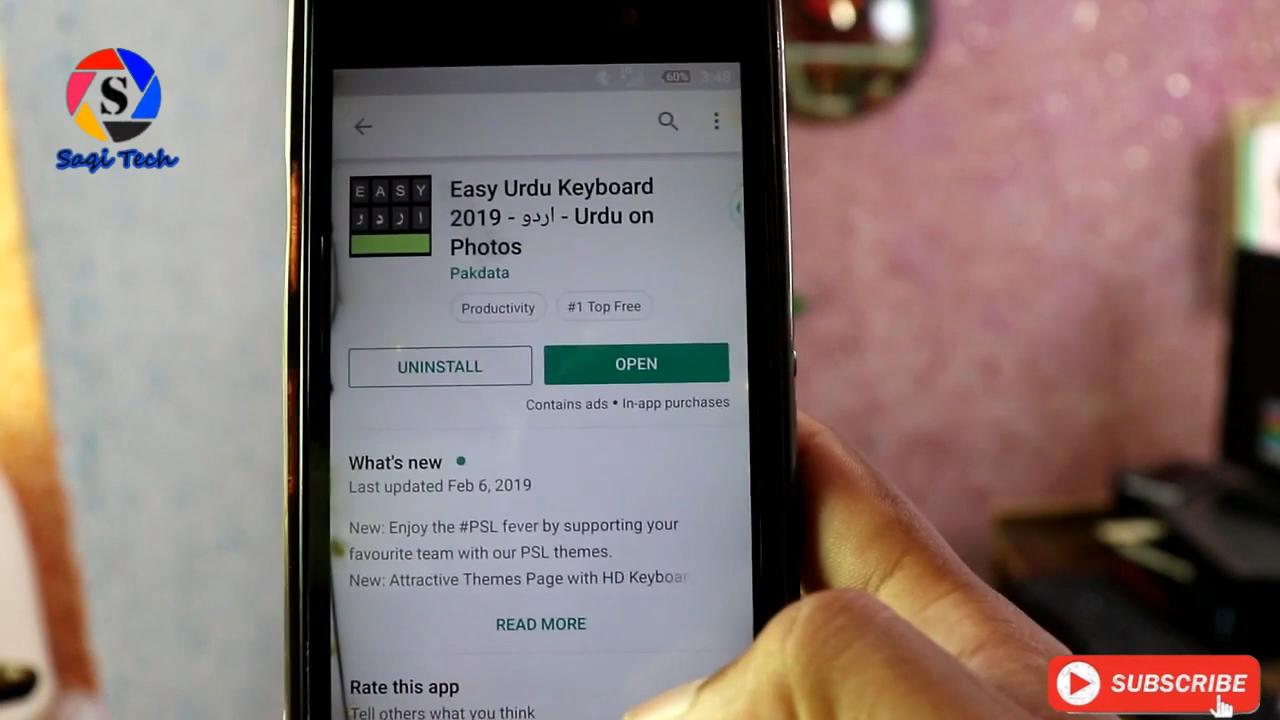 S
Saqi Tech
60% 3:48
E A S Y
ا ر د ر
Easy Urdu Keyboard
2019 - اردو - Urdu on
Photos
Pakdata
Productivity
#1 Top Free
UNINSTALL
OPEN
Contains ads • In-app purchases
What's new
Last updated Feb 6, 2019
New: Enjoy the #PSL fever by supporting your
favourite team with our PSL themes.
New: Attractive Themes Page with HD Keyboar
READ MORE
Rate this app
Tell others what you think
SUBSCRIBE